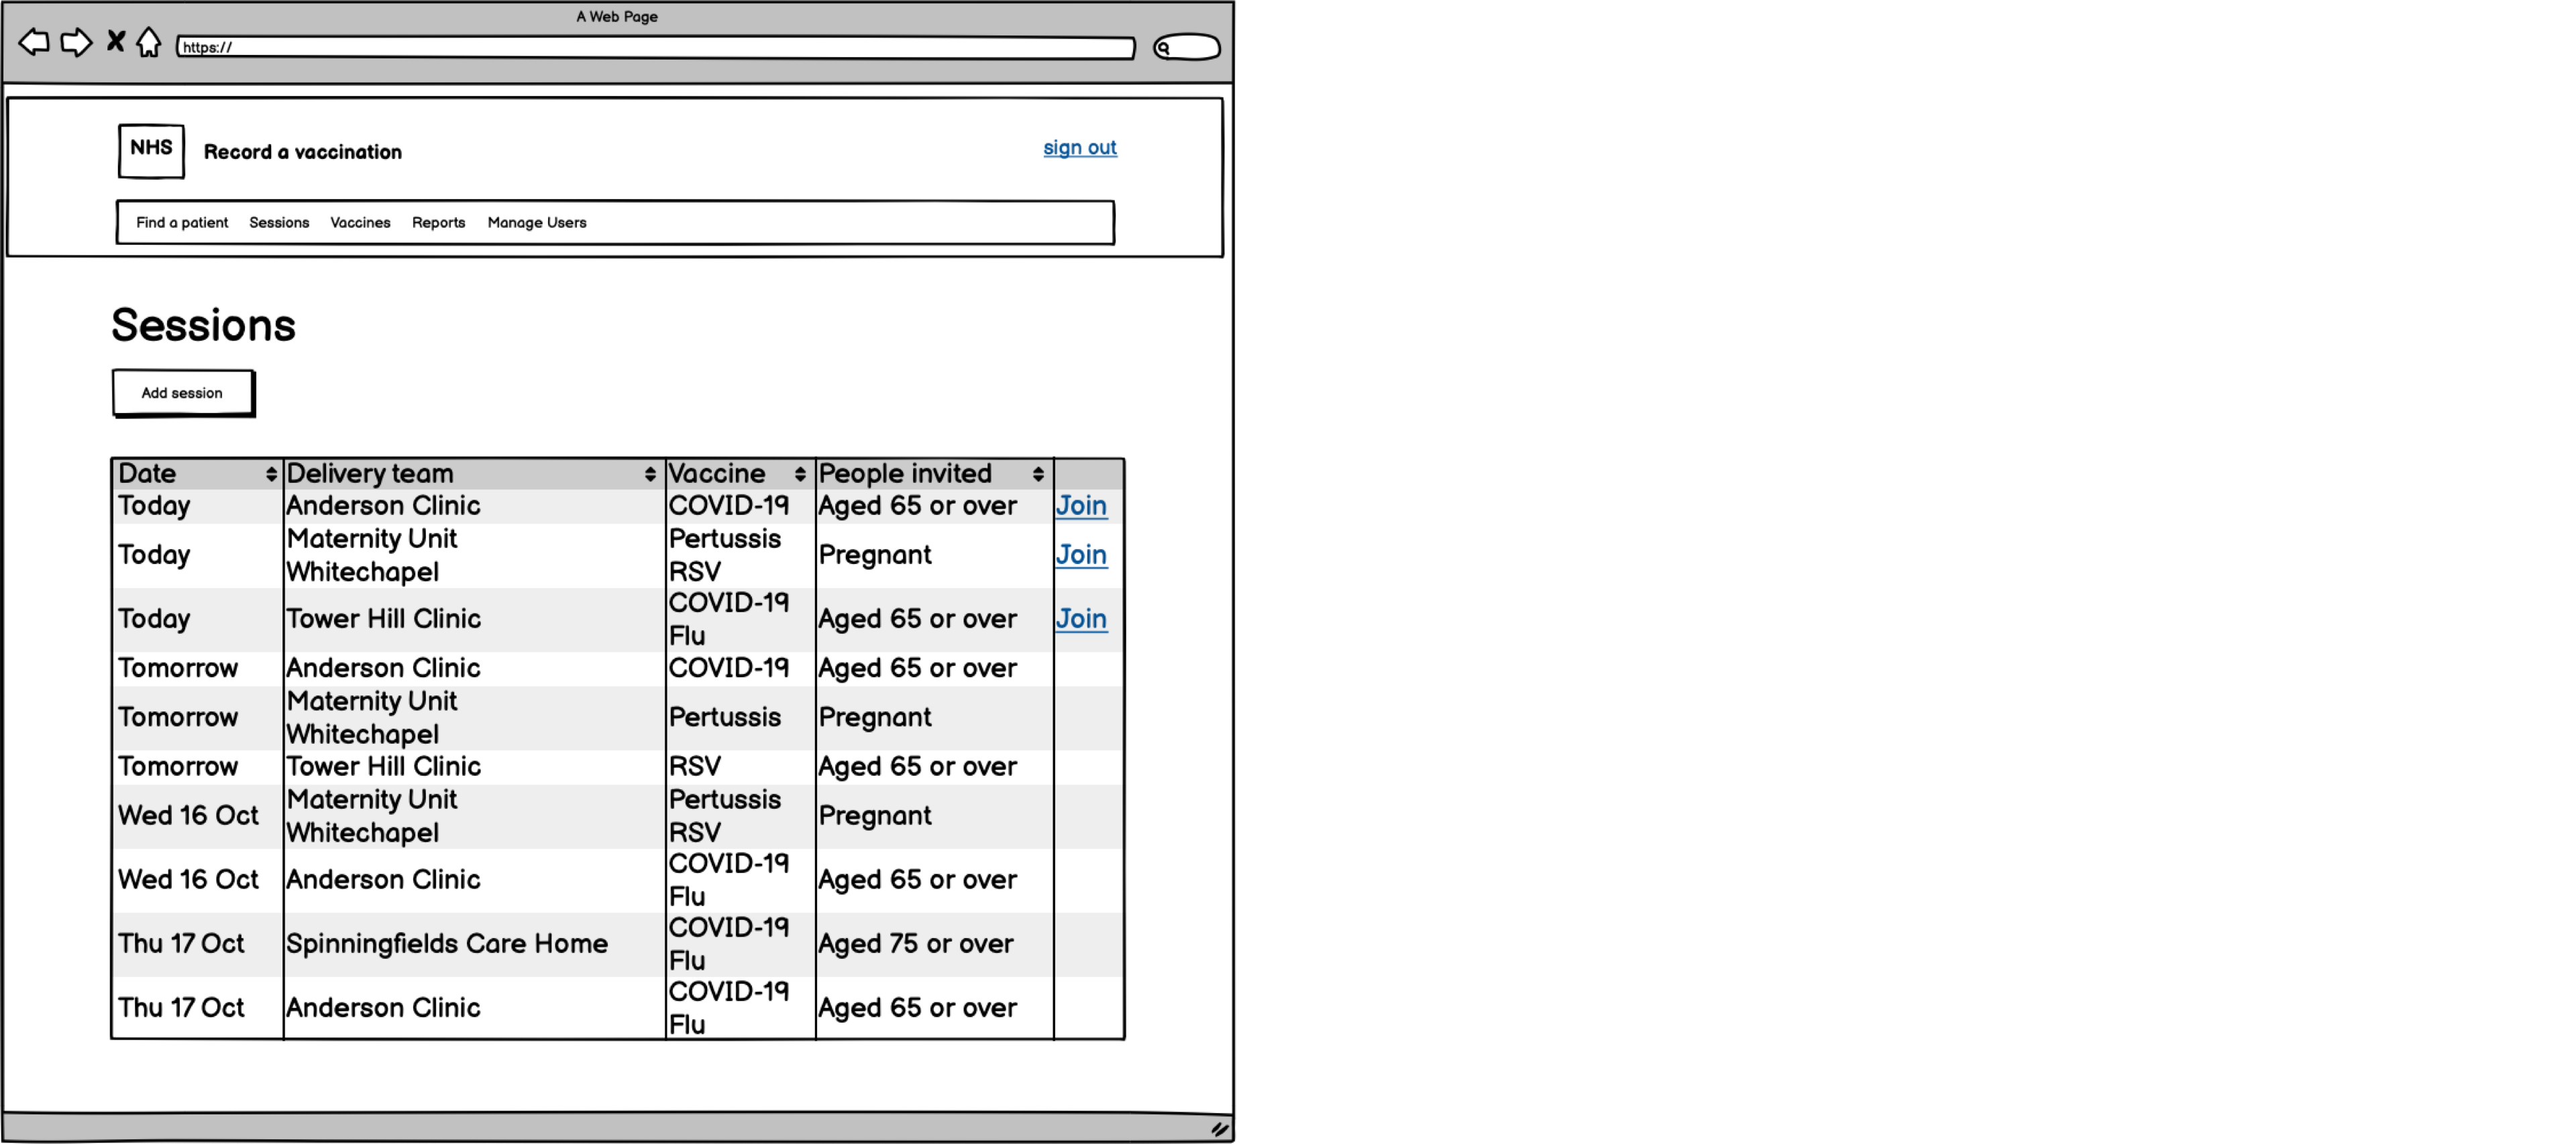 A Web Page
https://
NHS
Record a vaccination
sign out
Find a patient Sessions Vaccines Reports Manage Users
Sessions
Add session
Date Delivery team Vaccine People invited
Today Anderson Clinic COVID-19 Aged 65 or over Join
Today Maternity Unit Whitechapel Pertussis RSV Pregnant Join
Today Tower Hill Clinic COVID-19 Flu Aged 65 or over Join
Tomorrow Anderson Clinic COVID-19 Aged 65 or over
Tomorrow Maternity Unit Whitechapel Pertussis Pregnant
Tomorrow Tower Hill Clinic RSV Aged 65 or over
Wed 16 Oct Maternity Unit Whitechapel Pertussis RSV Pregnant
Wed 16 Oct Anderson Clinic COVID-19 Flu Aged 65 or over
Thu 17 Oct Spinningfields Care Home COVID-19 Flu Aged 75 or over
Thu 17 Oct Anderson Clinic COVID-19 Flu Aged 65 or over